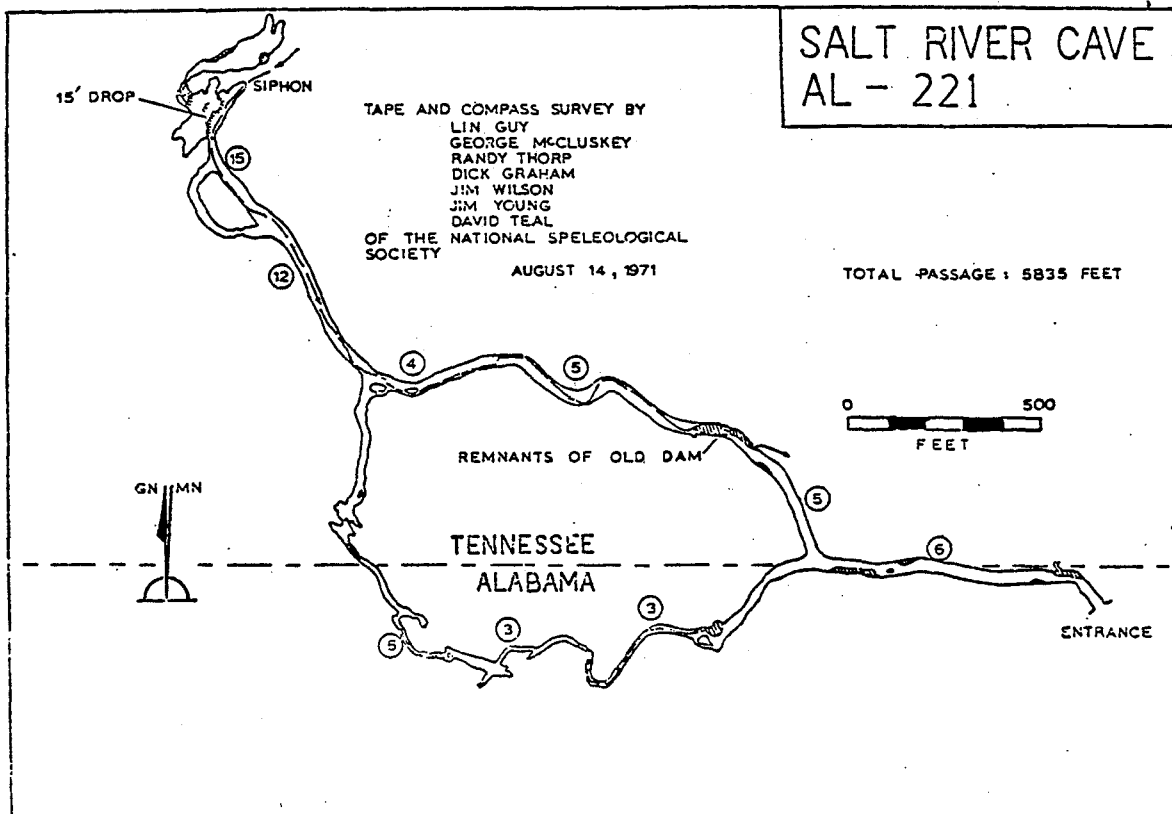 SALT RIVER CAVE
AL - 221
15' DROP
SIPHON
TAPE AND COMPASS SURVEY BY
LIN GUY
GEORGE McCLUSKEY
RANDY THORP
DICK GRAHAM
JIM WILSON
JIM YOUNG
DAVID TEAL
OF THE NATIONAL SPELEOLOGICAL
SOCIETY
AUGUST 14, 1971
TOTAL PASSAGE: 5835 FEET
15
12
4
5
0 500
FEET
REMNANTS OF OLD DAM
GN MN
5
TENNESSEE
6
ALABAMA
3
3
5
ENTRANCE